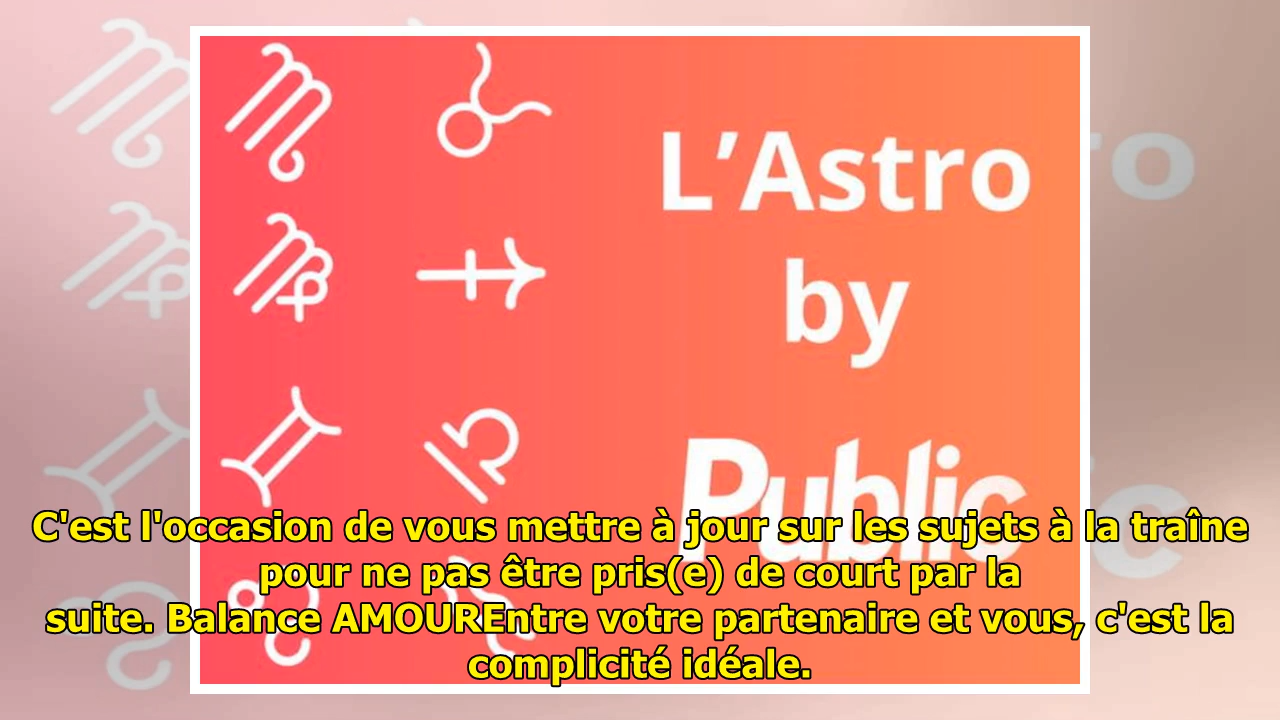 L’Astro
by
Public
C'est l'occasion de vous mettre à jour sur les sujets à la traîne
pour ne pas être pris(e) de court par la
suite. Balance AMOUREntre votre partenaire et vous, c'est la
complicité idéale.